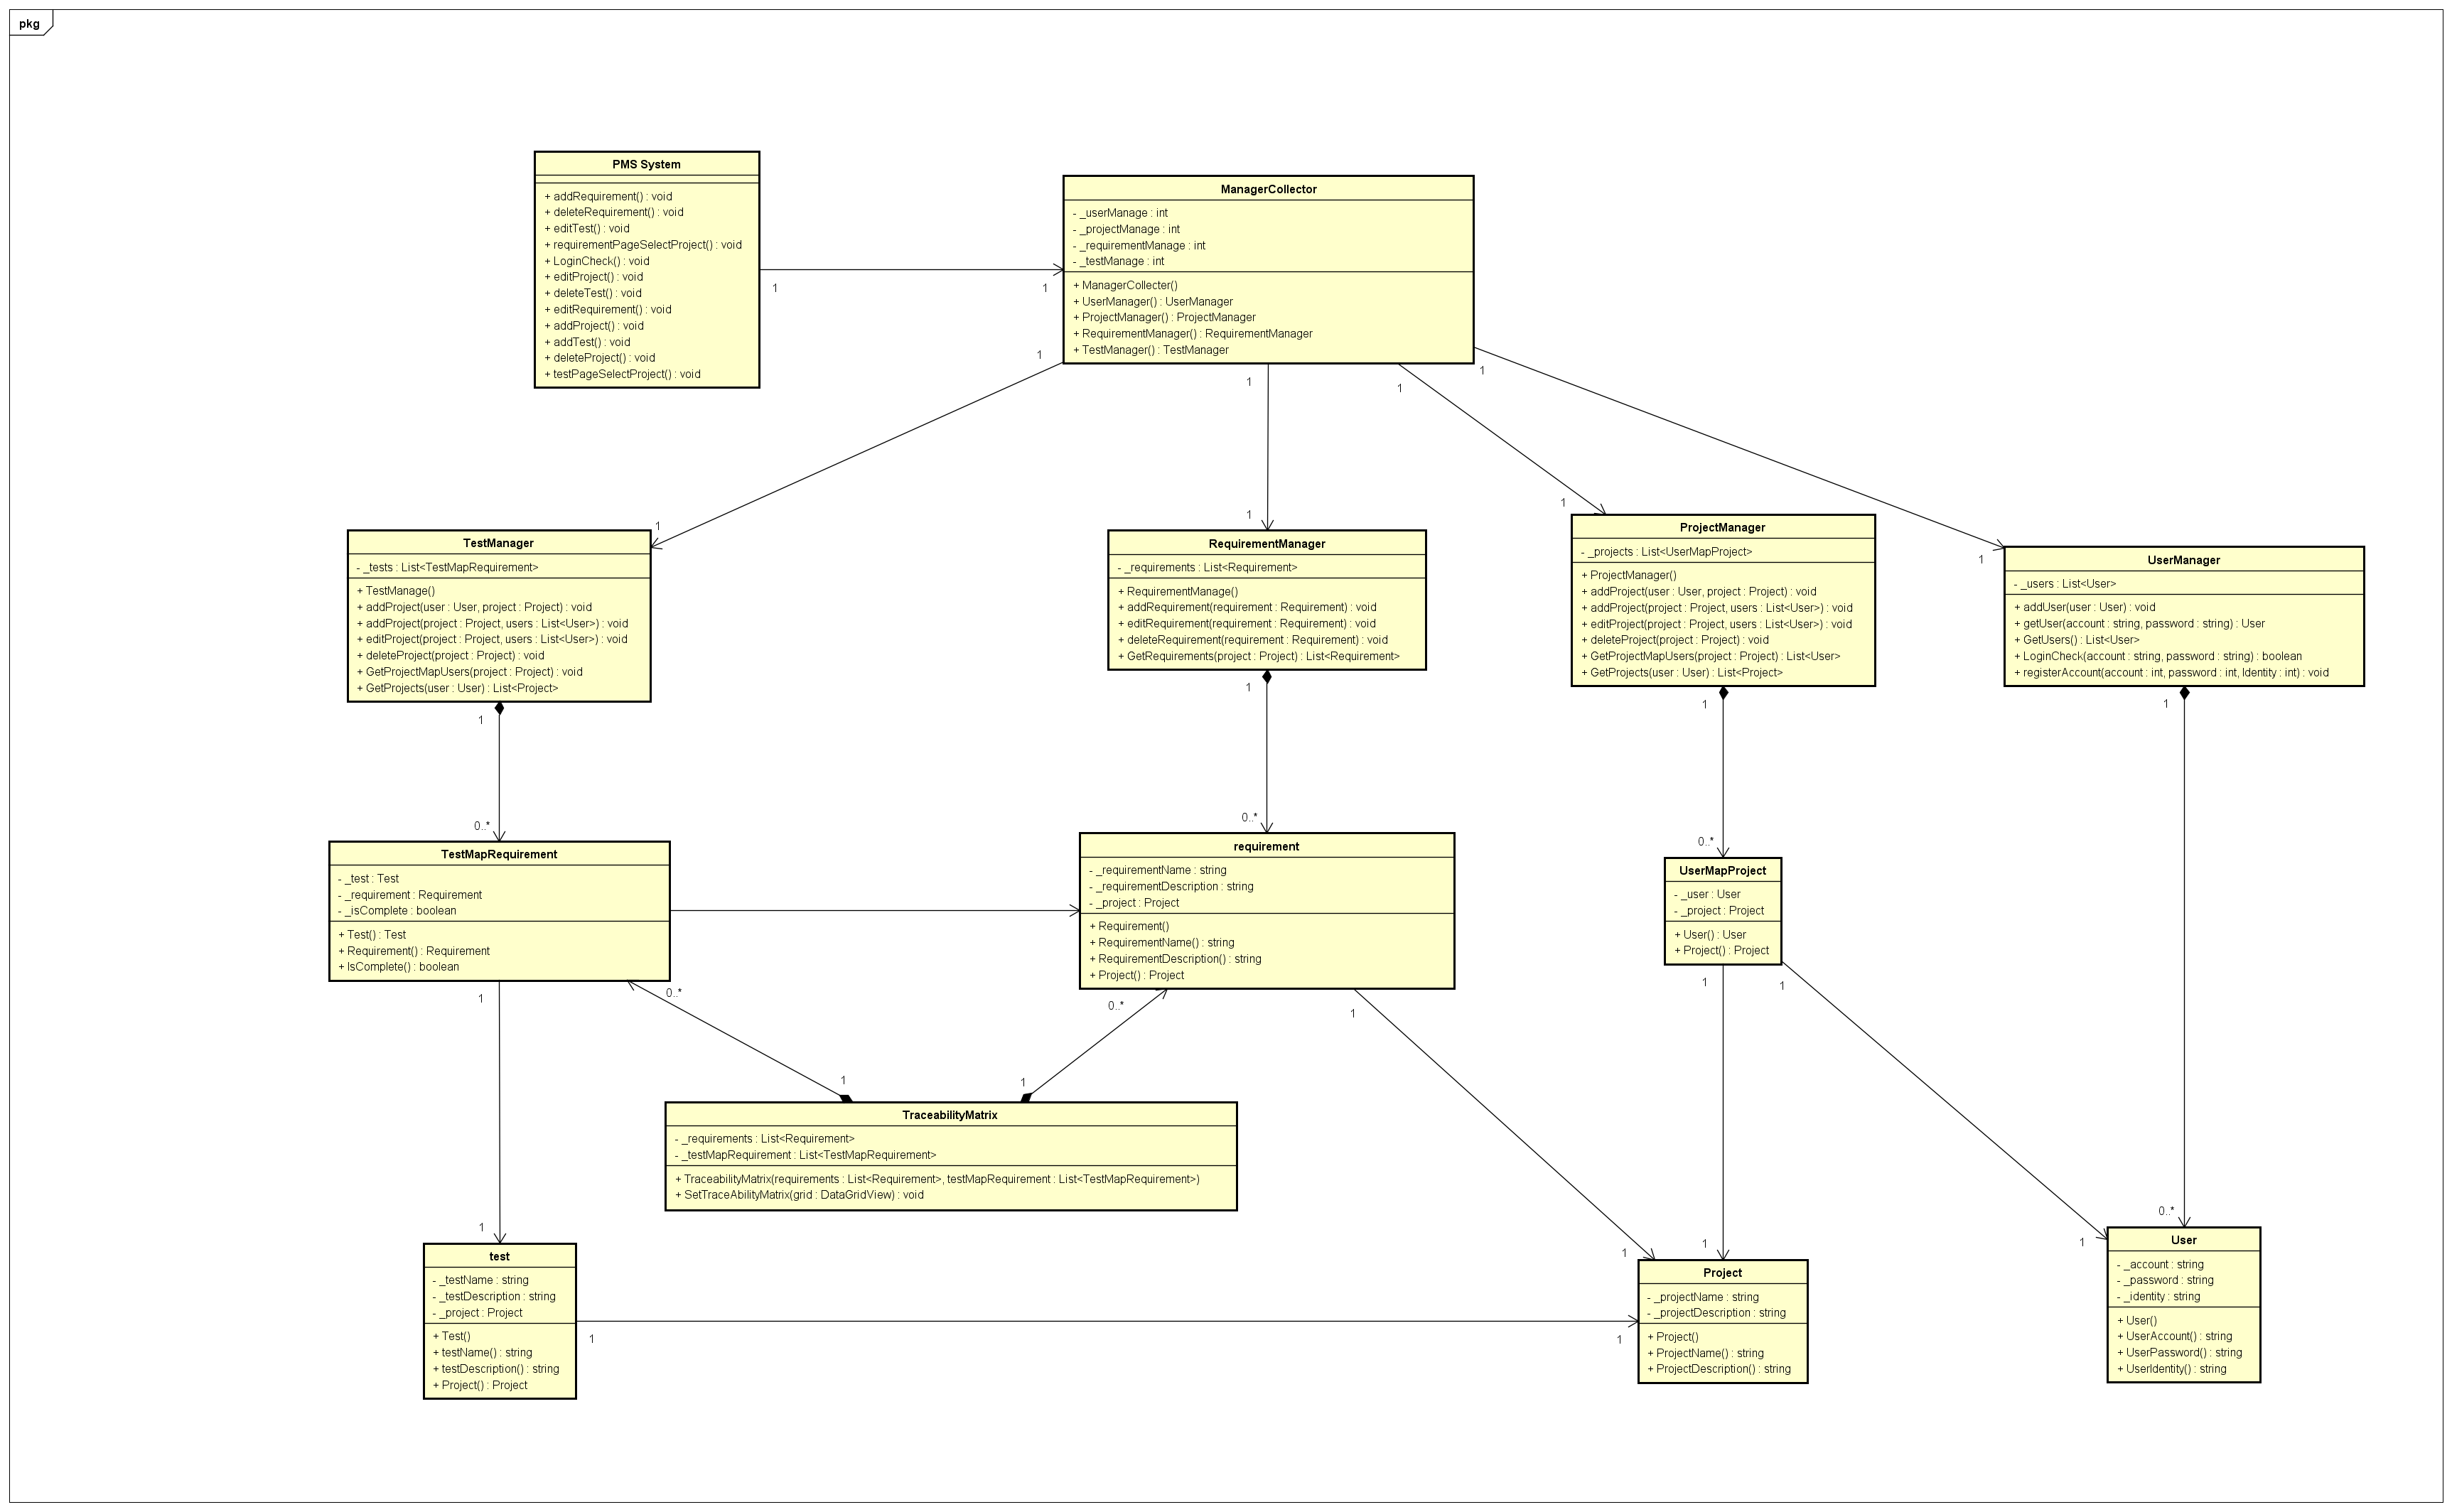 pkg
PMS System
+ addRequirement() : void
+ deleteRequirement() : void
+ editTest() : void
+ requirementPageSelectProject() : void
+ LoginCheck() : void
+ editProject() : void
+ deleteTest() : void
+ editRequirement() : void
+ addProject() : void
+ addTest() : void
+ deleteProject() : void
+ testPageSelectProject() : void
1
1
ManagerCollector
- _userManage : int
- _projectManage : int
- _requirementManage : int
- _testManage : int
+ ManagerCollecter()
+ UserManager() : UserManager
+ ProjectManager() : ProjectManager
+ RequirementManager() : RequirementManager
+ TestManager() : TestManager
1
1
1
1
1
1
1
1
TestManager
- _tests : List<TestMapRequirement>
+ TestManage()
+ addProject(user : User, project : Project) : void
+ addProject(project : Project, users : List<User>) : void
+ editProject(project : Project, users : List<User>) : void
+ deleteProject(project : Project) : void
+ GetProjectMapUsers(project : Project) : void
+ GetProjects(user : User) : List<Project>
RequirementManager
- _requirements : List<Requirement>
+ RequirementManage()
+ addRequirement(requirement : Requirement) : void
+ editRequirement(requirement : Requirement) : void
+ deleteRequirement(requirement : Requirement) : void
+ GetRequirements(project : Project) : List<Requirement>
ProjectManager
- _projects : List<UserMapProject>
+ ProjectManager()
+ addProject(user : User, project : Project) : void
+ addProject(project : Project, users : List<User>) : void
+ editProject(project : Project, users : List<User>) : void
+ deleteProject(project : Project) : void
+ GetProjectMapUsers(project : Project) : List<User>
+ GetProjects(user : User) : List<Project>
UserManager
- _users : List<User>
+ addUser(user : User) : void
+ getUser(account : string, password : string) : User
+ GetUsers() : List<User>
+ LoginCheck(account : string, password : string) : boolean
+ registerAccount(account : int, password : int, Identity : int) : void
1
1
1
1
0..*
0..*
0..*
TestMapRequirement
- _test : Test
- _requirement : Requirement
- _isComplete : boolean
+ Test() : Test
+ Requirement() : Requirement
+ IsComplete() : boolean
requirement
- _requirementName : string
- _requirementDescription : string
- _project : Project
+ Requirement()
+ RequirementName() : string
+ RequirementDescription() : string
+ Project() : Project
UserMapProject
- _user : User
- _project : Project
+ User() : User
+ Project() : Project
1
0..*
0..*
1
1
1
1
1
TraceabilityMatrix
- _requirements : List<Requirement>
- _testMapRequirement : List<TestMapRequirement>
+ TraceabilityMatrix(requirements : List<Requirement>, testMapRequirement : List<TestMapRequirement>)
+ SetTraceAbilityMatrix(grid : DataGridView) : void
1
1
1
1
0..*
test
- _testName : string
- _testDescription : string
- _project : Project
+ Test()
+ testName() : string
+ testDescription() : string
+ Project() : Project
1
1
Project
- _projectName : string
- _projectDescription : string
+ Project()
+ ProjectName() : string
+ ProjectDescription() : string
User
- _account : string
- _password : string
- _identity : string
+ User()
+ UserAccount() : string
+ UserPassword() : string
+ UserIdentity() : string